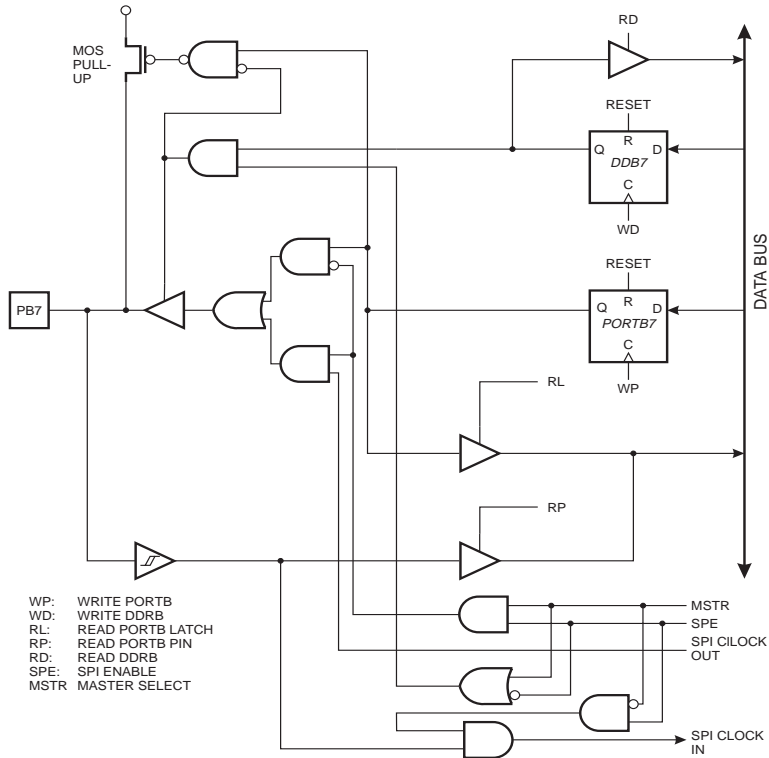 RD
MOS
PULL-
UP
RESET
R
Q
D
DDB7
C
WD
RESET
R
Q
D
PORTB7
C
WP
PB7
DATA BUS
RL
RP
WP: WRITE PORTB
WD: WRITE DDRB
RL: READ PORTB LATCH
RP: READ PORTB PIN
RD: READ DDRB
SPE: SPI ENABLE
MSTR MASTER SELECT
MSTR
SPE
SPI ClLOCK
OUT
SPI CLOCK
IN